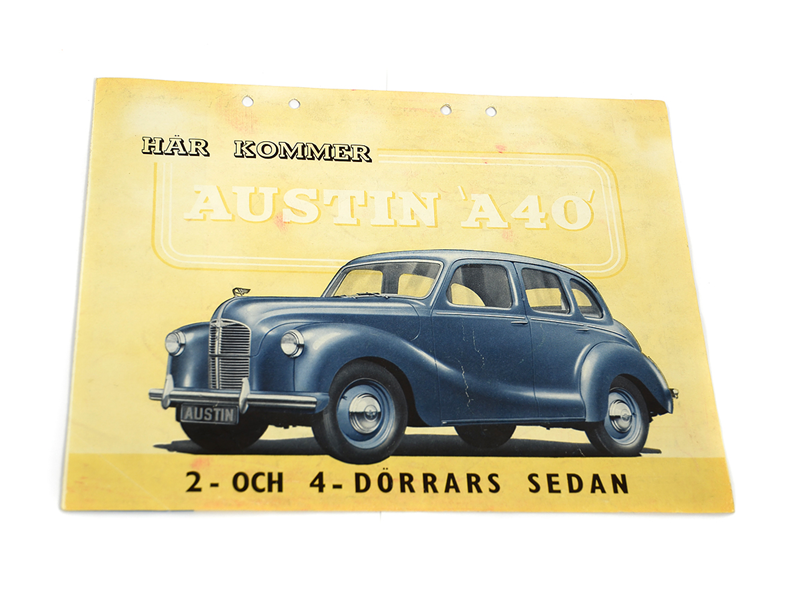 HÄR KOMMER
AUSTIN 'A40'
AUSTIN
2- OCH 4-DÖRRARS SEDAN